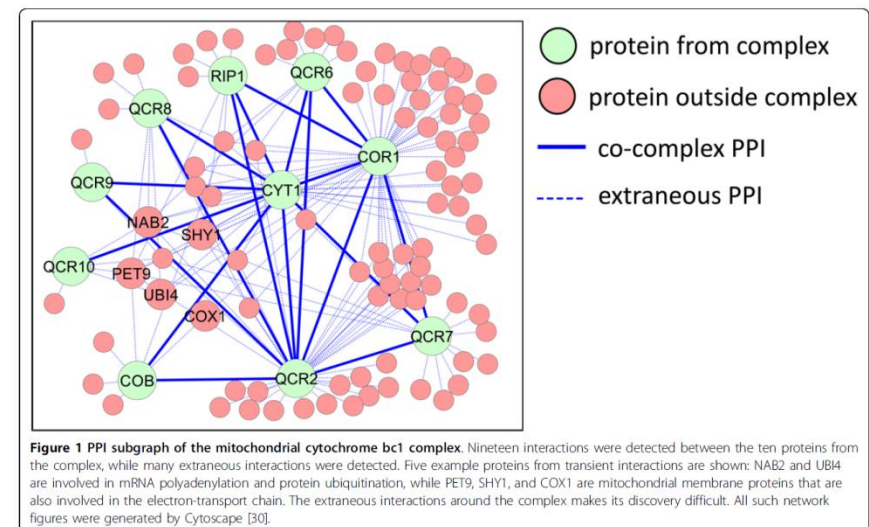 RIP1
QCR6
QCR8
COR1
QCR9
CYT1
NAB2
SHY1
QCR10
PET9
UBI4
COX1
QCR7
COB
QCR2
protein from complex
protein outside complex
co-complex PPI
extraneous PPI
Figure 1 PPI subgraph of the mitochondrial cytochrome bc1 complex. Nineteen interactions were detected between the ten proteins from
the complex, while many extraneous interactions were detected. Five example proteins from transient interactions are shown: NAB2 and UBI4
are involved in mRNA polyadenylation and protein ubiquitination, while PET9, SHY1, and COX1 are mitochondrial membrane proteins that are
also involved in the electron-transport chain. The extraneous interactions around the complex makes its discovery difficult. All such network
figures were generated by Cytoscape [30].